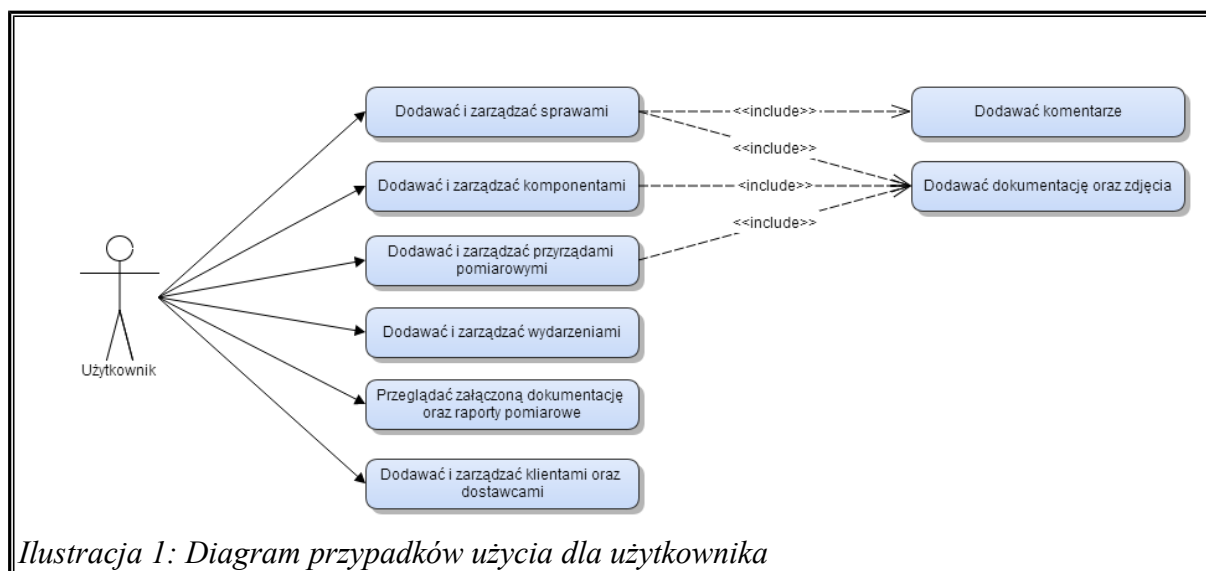 Dodawać i zarządzać sprawami
<<include>>
Dodawać komentarze
<<include>>
Dodawać i zarządzać komponentami
<<include>>
Dodawać dokumentację oraz zdjęcia
<<include>>
Dodawać i zarządzać przyrządami
pomiarowymi
Dodawać i zarządzać wydarzeniami
Użytkownik
Przeglądać załączoną dokumentację
oraz raporty pomiarowe
Dodawać i zarządzać klientami oraz
dostawcami
Ilustracja 1: Diagram przypadków użycia dla użytkownika